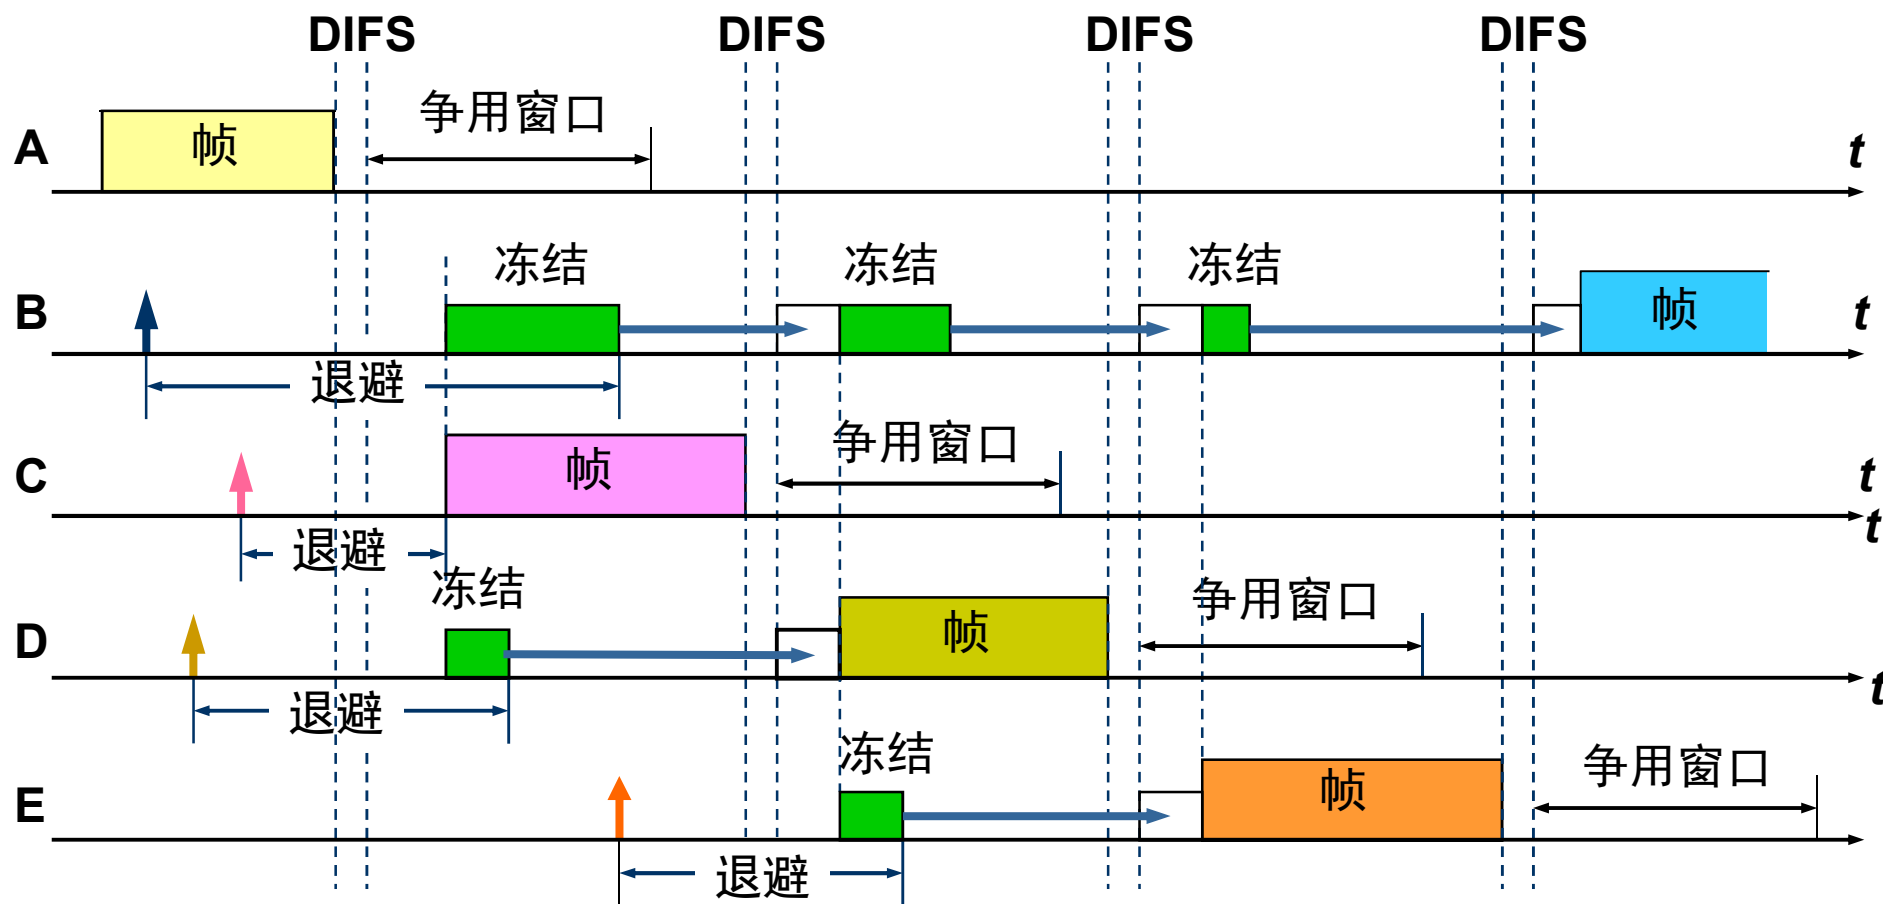 DIFS DIFS DIFS DIFS
争用窗口
帧
A t
冻结 冻结 冻结
B 帧 t
退避
争用窗口
C 帧 t
t
退避
冻结 争用窗口
D 帧
t
退避
冻结 争用窗口
E 帧
退避